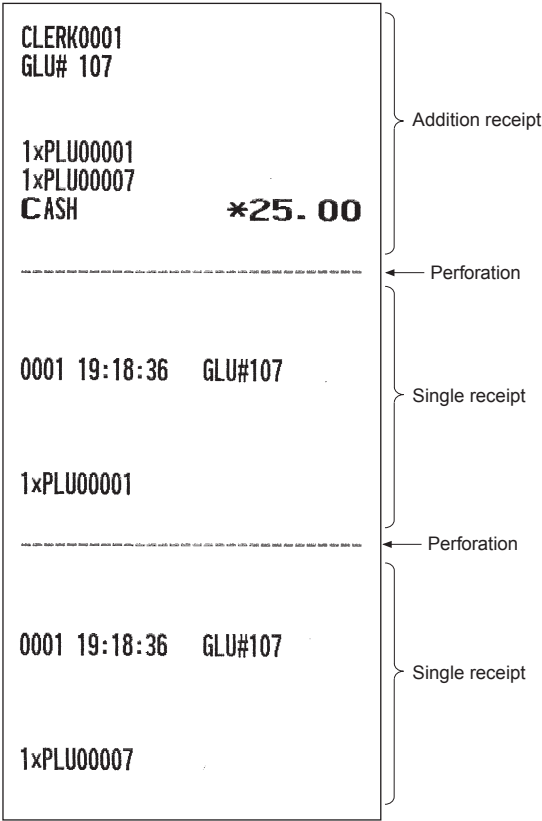 CLERK0001
GLU# 107
Addition receipt
1xPLU00001
1xPLU00007
CASH *25.00
Perforation
0001 19:18:36 GLU#107
Single receipt
1xPLU00001
Perforation
0001 19:18:36 GLU#107
Single receipt
1xPLU00007